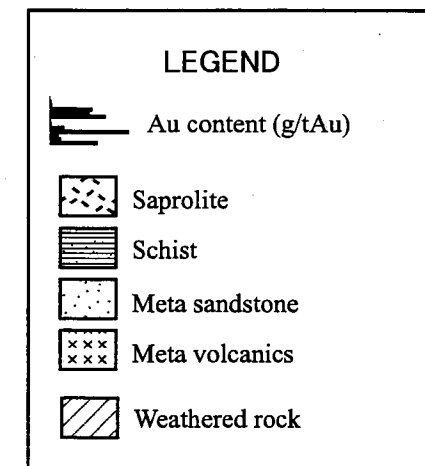 LEGEND
Au content (g/tAu)
Saprolite
Schist
Meta sandstone
Meta volcanics
Weathered rock